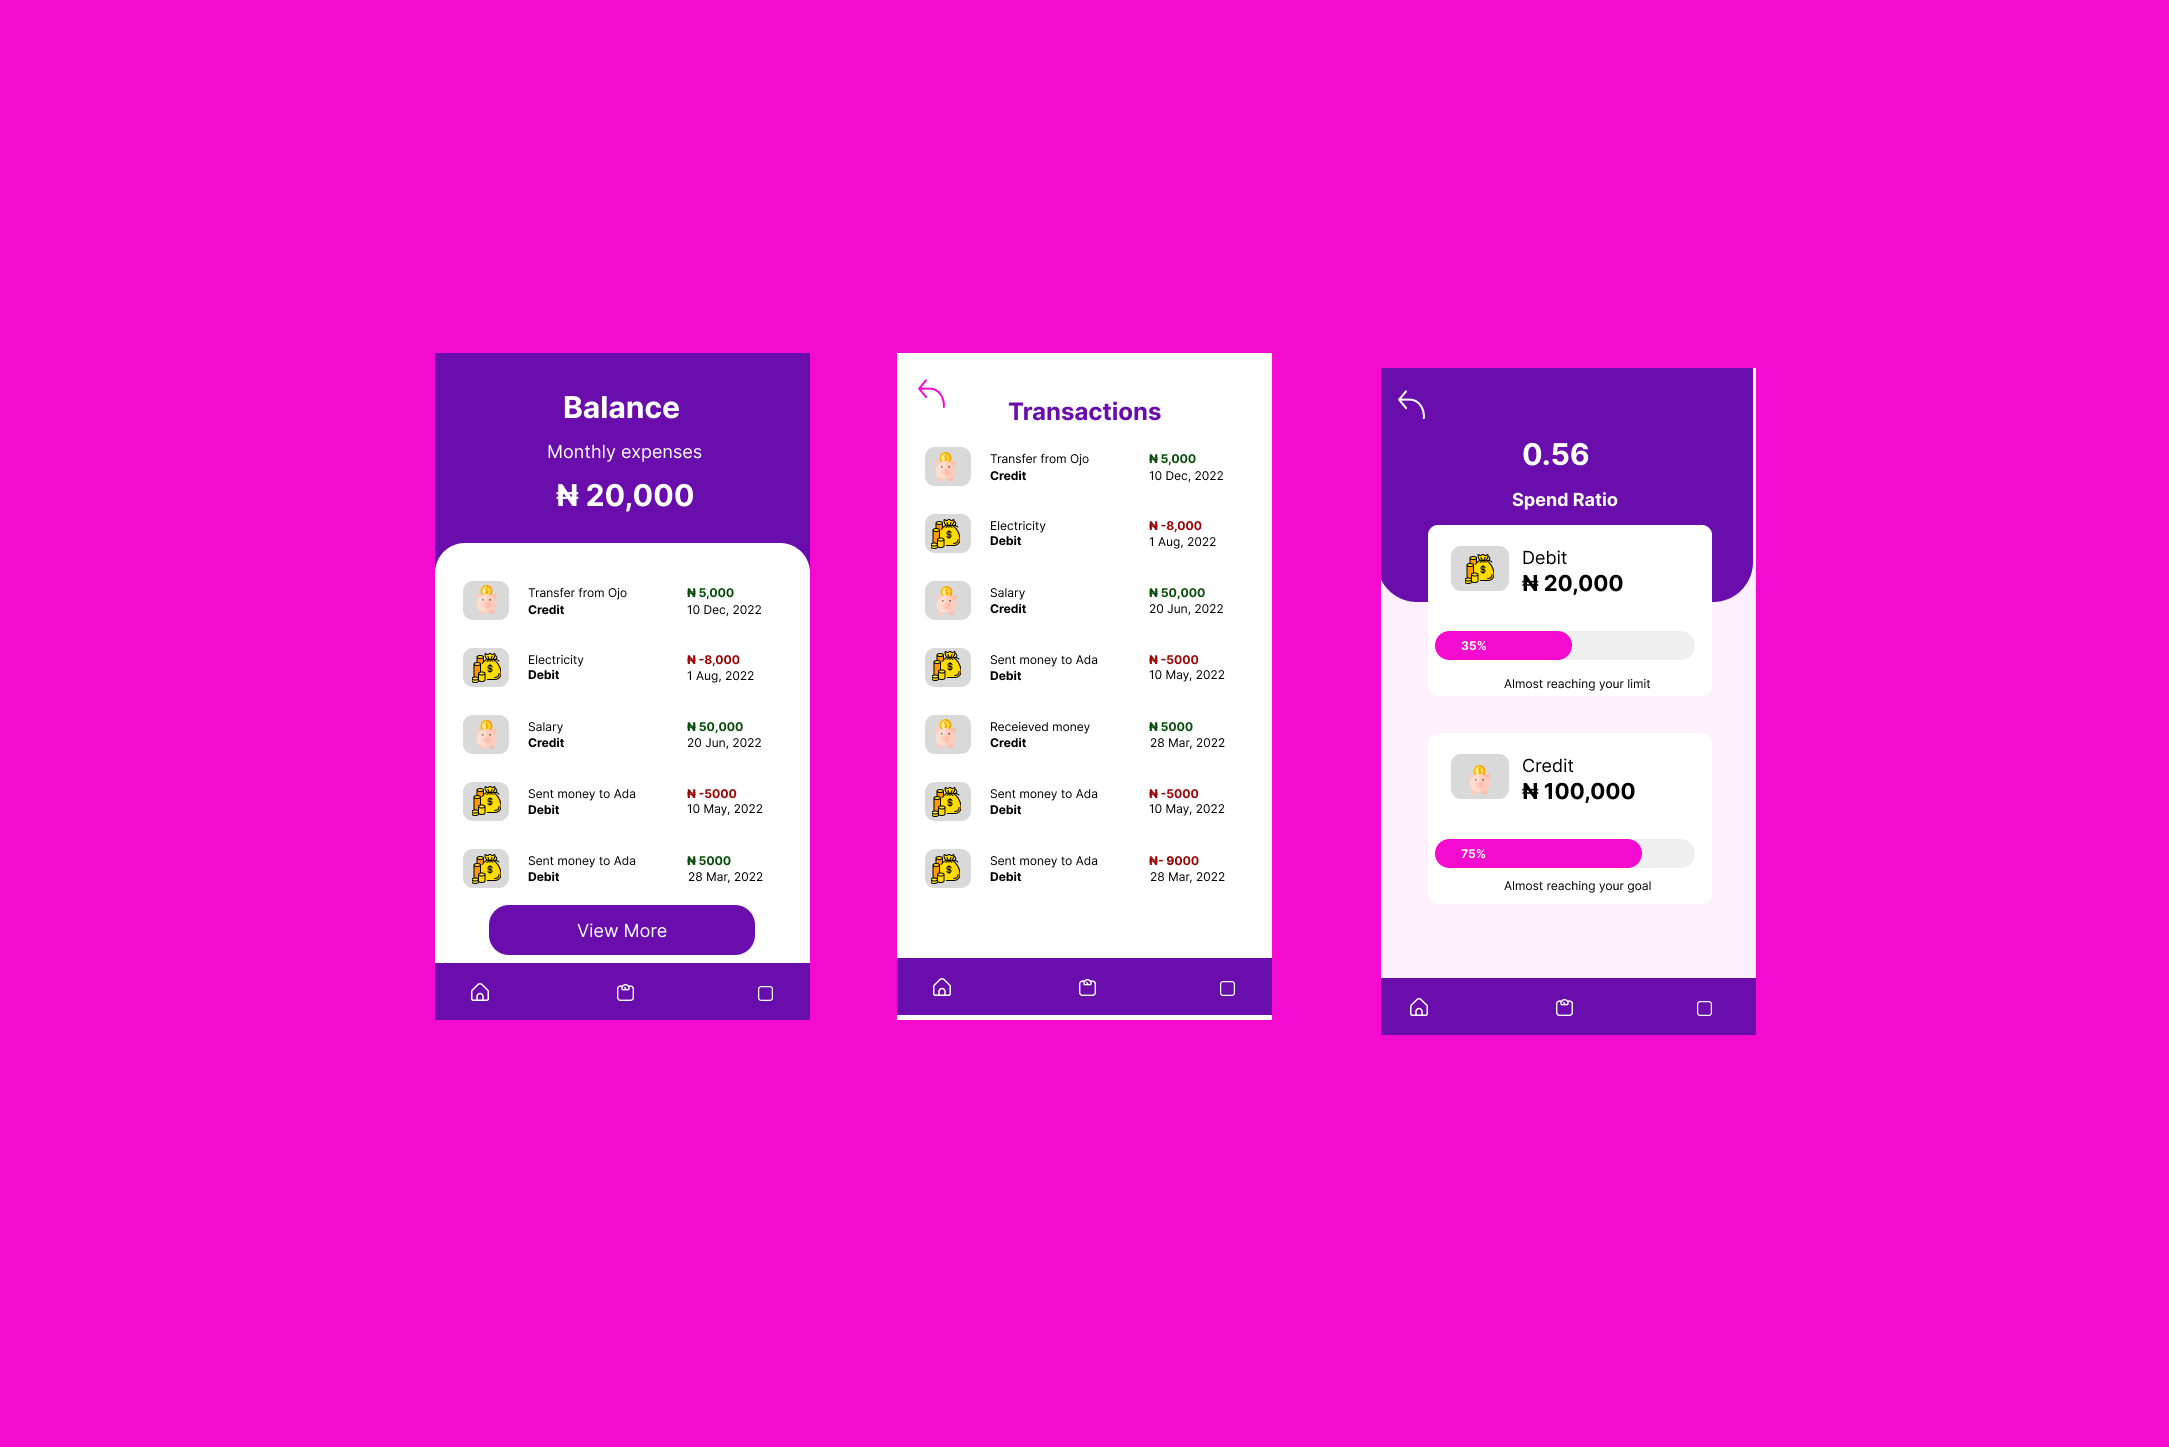 Balance
Monthly expenses
₦ 20,000
Transfer from Ojo ₦ 5,000
Credit 10 Dec, 2022
Electricity ₦ -8,000
Debit 1 Aug, 2022
Salary ₦ 50,000
Credit 20 Jun, 2022
Sent money to Ada ₦ -5000
Debit 10 May, 2022
Sent money to Ada ₦ 5000
Debit 28 Mar, 2022
View More
Transactions
Transfer from Ojo ₦ 5,000
Credit 10 Dec, 2022
Electricity ₦ -8,000
Debit 1 Aug, 2022
Salary ₦ 50,000
Credit 20 Jun, 2022
Sent money to Ada ₦ -5000
Debit 10 May, 2022
Receieved money ₦ 5000
Credit 28 Mar, 2022
Sent money to Ada ₦ -5000
Debit 10 May, 2022
Sent money to Ada ₦- 9000
Debit 28 Mar, 2022
0.56
Spend Ratio
Debit
₦ 20,000
35%
Almost reaching your limit
Credit
₦ 100,000
75%
Almost reaching your goal